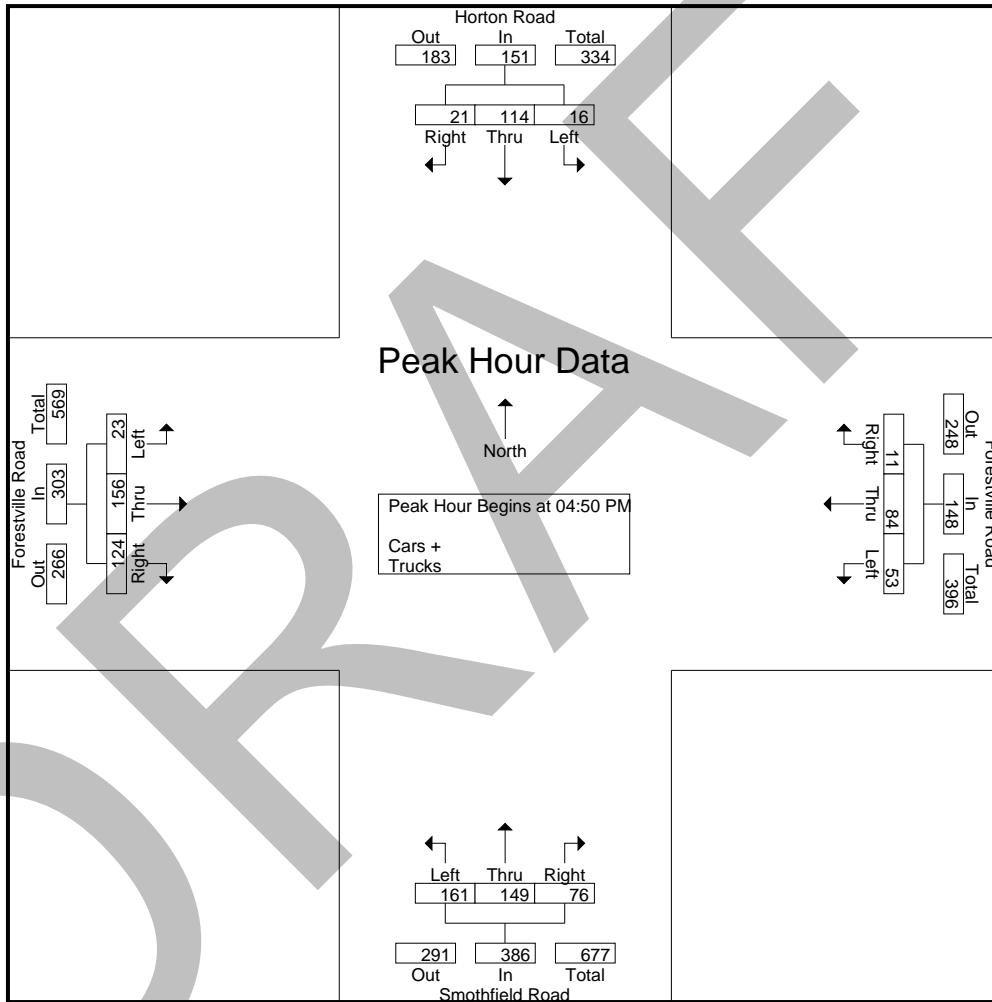 Horton Road
Out In Total
183 151 334
21 114 16
Right Thru Left
Peak Hour Data
North
Peak Hour Begins at 04:50 PM
Cars +
Trucks
Forestville Road
Out In Total
266 303 569
124 156 23
Right Thru Left
Forestville Road
Out In Total
248 148 396
11 84 53
Right Thru Left
Left Thru Right
161 149 76
291 386 677
Out In Total
Smothfield Road
DRAF